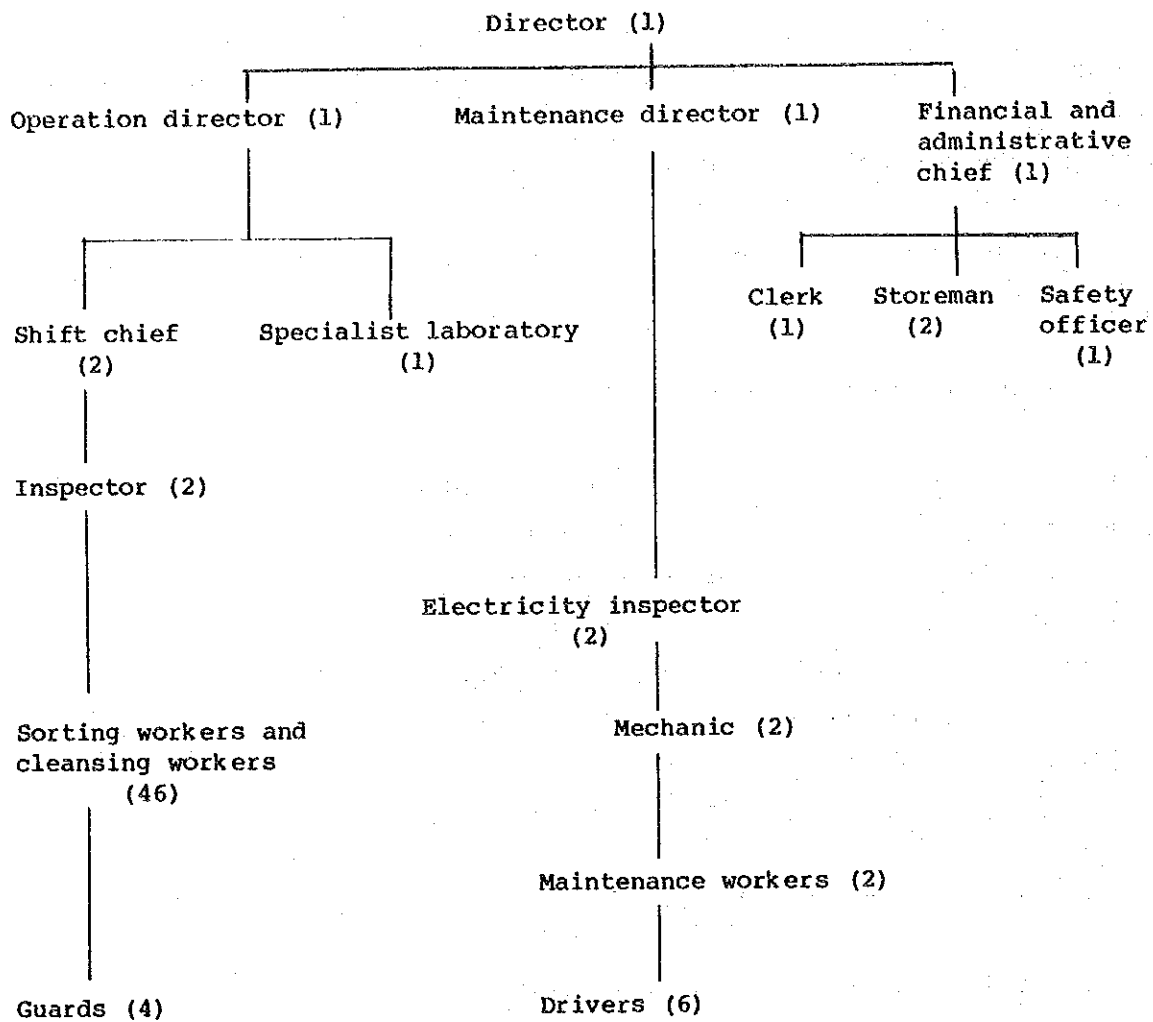 Director (1)
Operation director (1)
Maintenance director (1)
Financial and
administrative
chief (1)
Shift chief
(2)
Specialist laboratory
(1)
Clerk
(1)
Storeman
(2)
Safety
officer
(1)
Inspector (2)
Electricity inspector
(2)
Sorting workers and
cleansing workers
(46)
Mechanic (2)
Maintenance workers (2)
Guards (4)
Drivers (6)